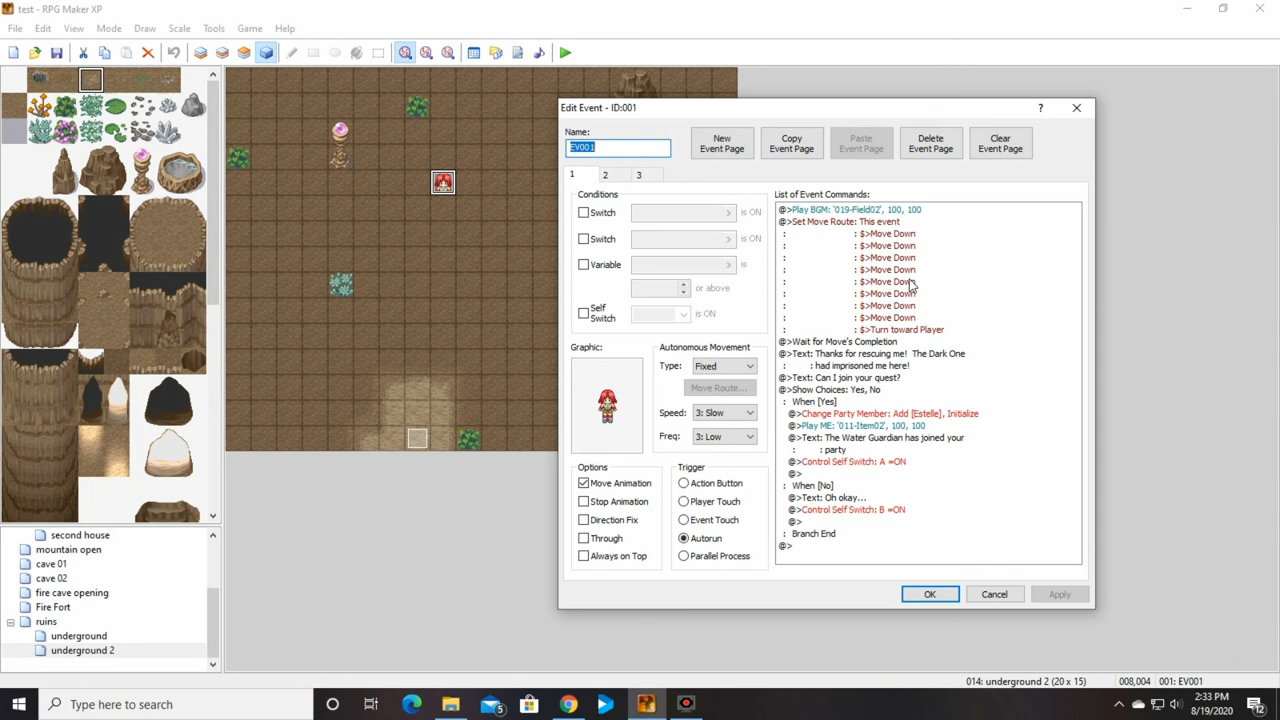 test - RPG Maker XP
File Edit View Mode Draw Scale Tools Game Help
Edit Event - ID:001
?
Name:
EV001
New Event Page
Copy Event Page
Paste Event Page
Delete Event Page
Clear Event Page
1 2 3
Conditions
Switch is ON
Switch is ON
Variable is
or above
Self Switch is ON
Graphic:
Autonomous Movement
Type: Fixed
Move Route...
Speed: 3: Slow
Freq: 3: Low
Options
Move Animation
Stop Animation
Direction Fix
Through
Always on Top
Trigger
Action Button
Player Touch
Event Touch
Autorun
Parallel Process
List of Event Commands:
@>Play BGM: '019-Field02', 100, 100
@>Set Move Route: This event
: : $>Move Down
: : $>Move Down
: : $>Move Down
: : $>Move Down
: : $>Move Down
: : $>Move Down
: : $>Move Down
: : $>Move Down
: : $>Turn toward Player
@>Wait for Move's Completion
@>Text: Thanks for rescuing me!  The Dark One
: : had imprisoned me here!
@>Text: Can I join your quest?
@>Show Choices: Yes, No
: When [Yes]
@>Change Party Member: Add [Estelle], Initialize
@>Play ME: '011-Item02', 100, 100
@>Text: The Water Guardian has joined your
: : party
@>Control Self Switch: A =ON
@>
: When [No]
@>Text: Oh okay...
@>Control Self Switch: B =ON
@>
: Branch End
@>
OK Cancel Apply
second house
mountain open
cave 01
cave 02
fire cave opening
Fire Fort
ruins
underground
underground 2
014: underground 2 (20 x 15) 008,004 001: EV001
Type here to search
5
2:33 PM
8/19/2020
12